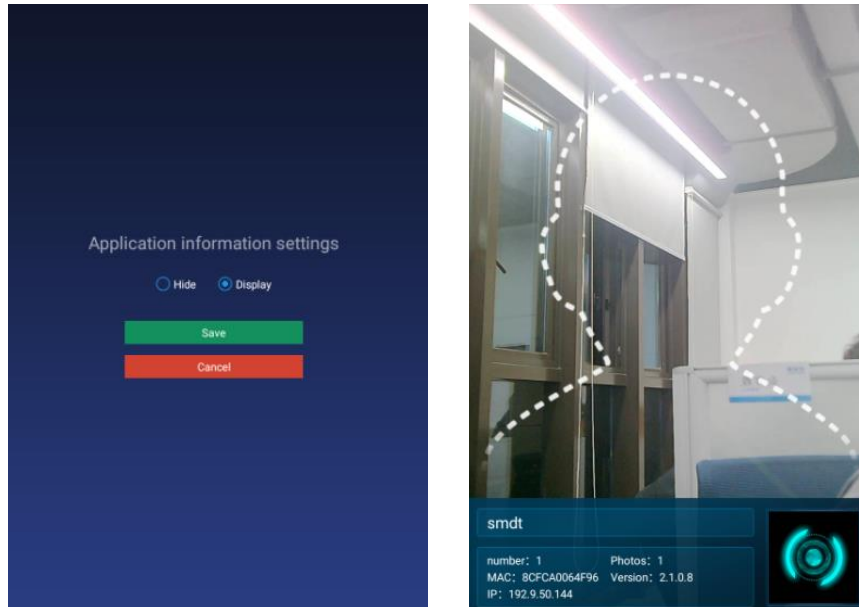 Application information settings
Hide Display
Save
Cancel
smdt
number: 1 Photos: 1
MAC: 8CFCA0064F96 Version: 2.1.0.8
IP: 192.9.50.144